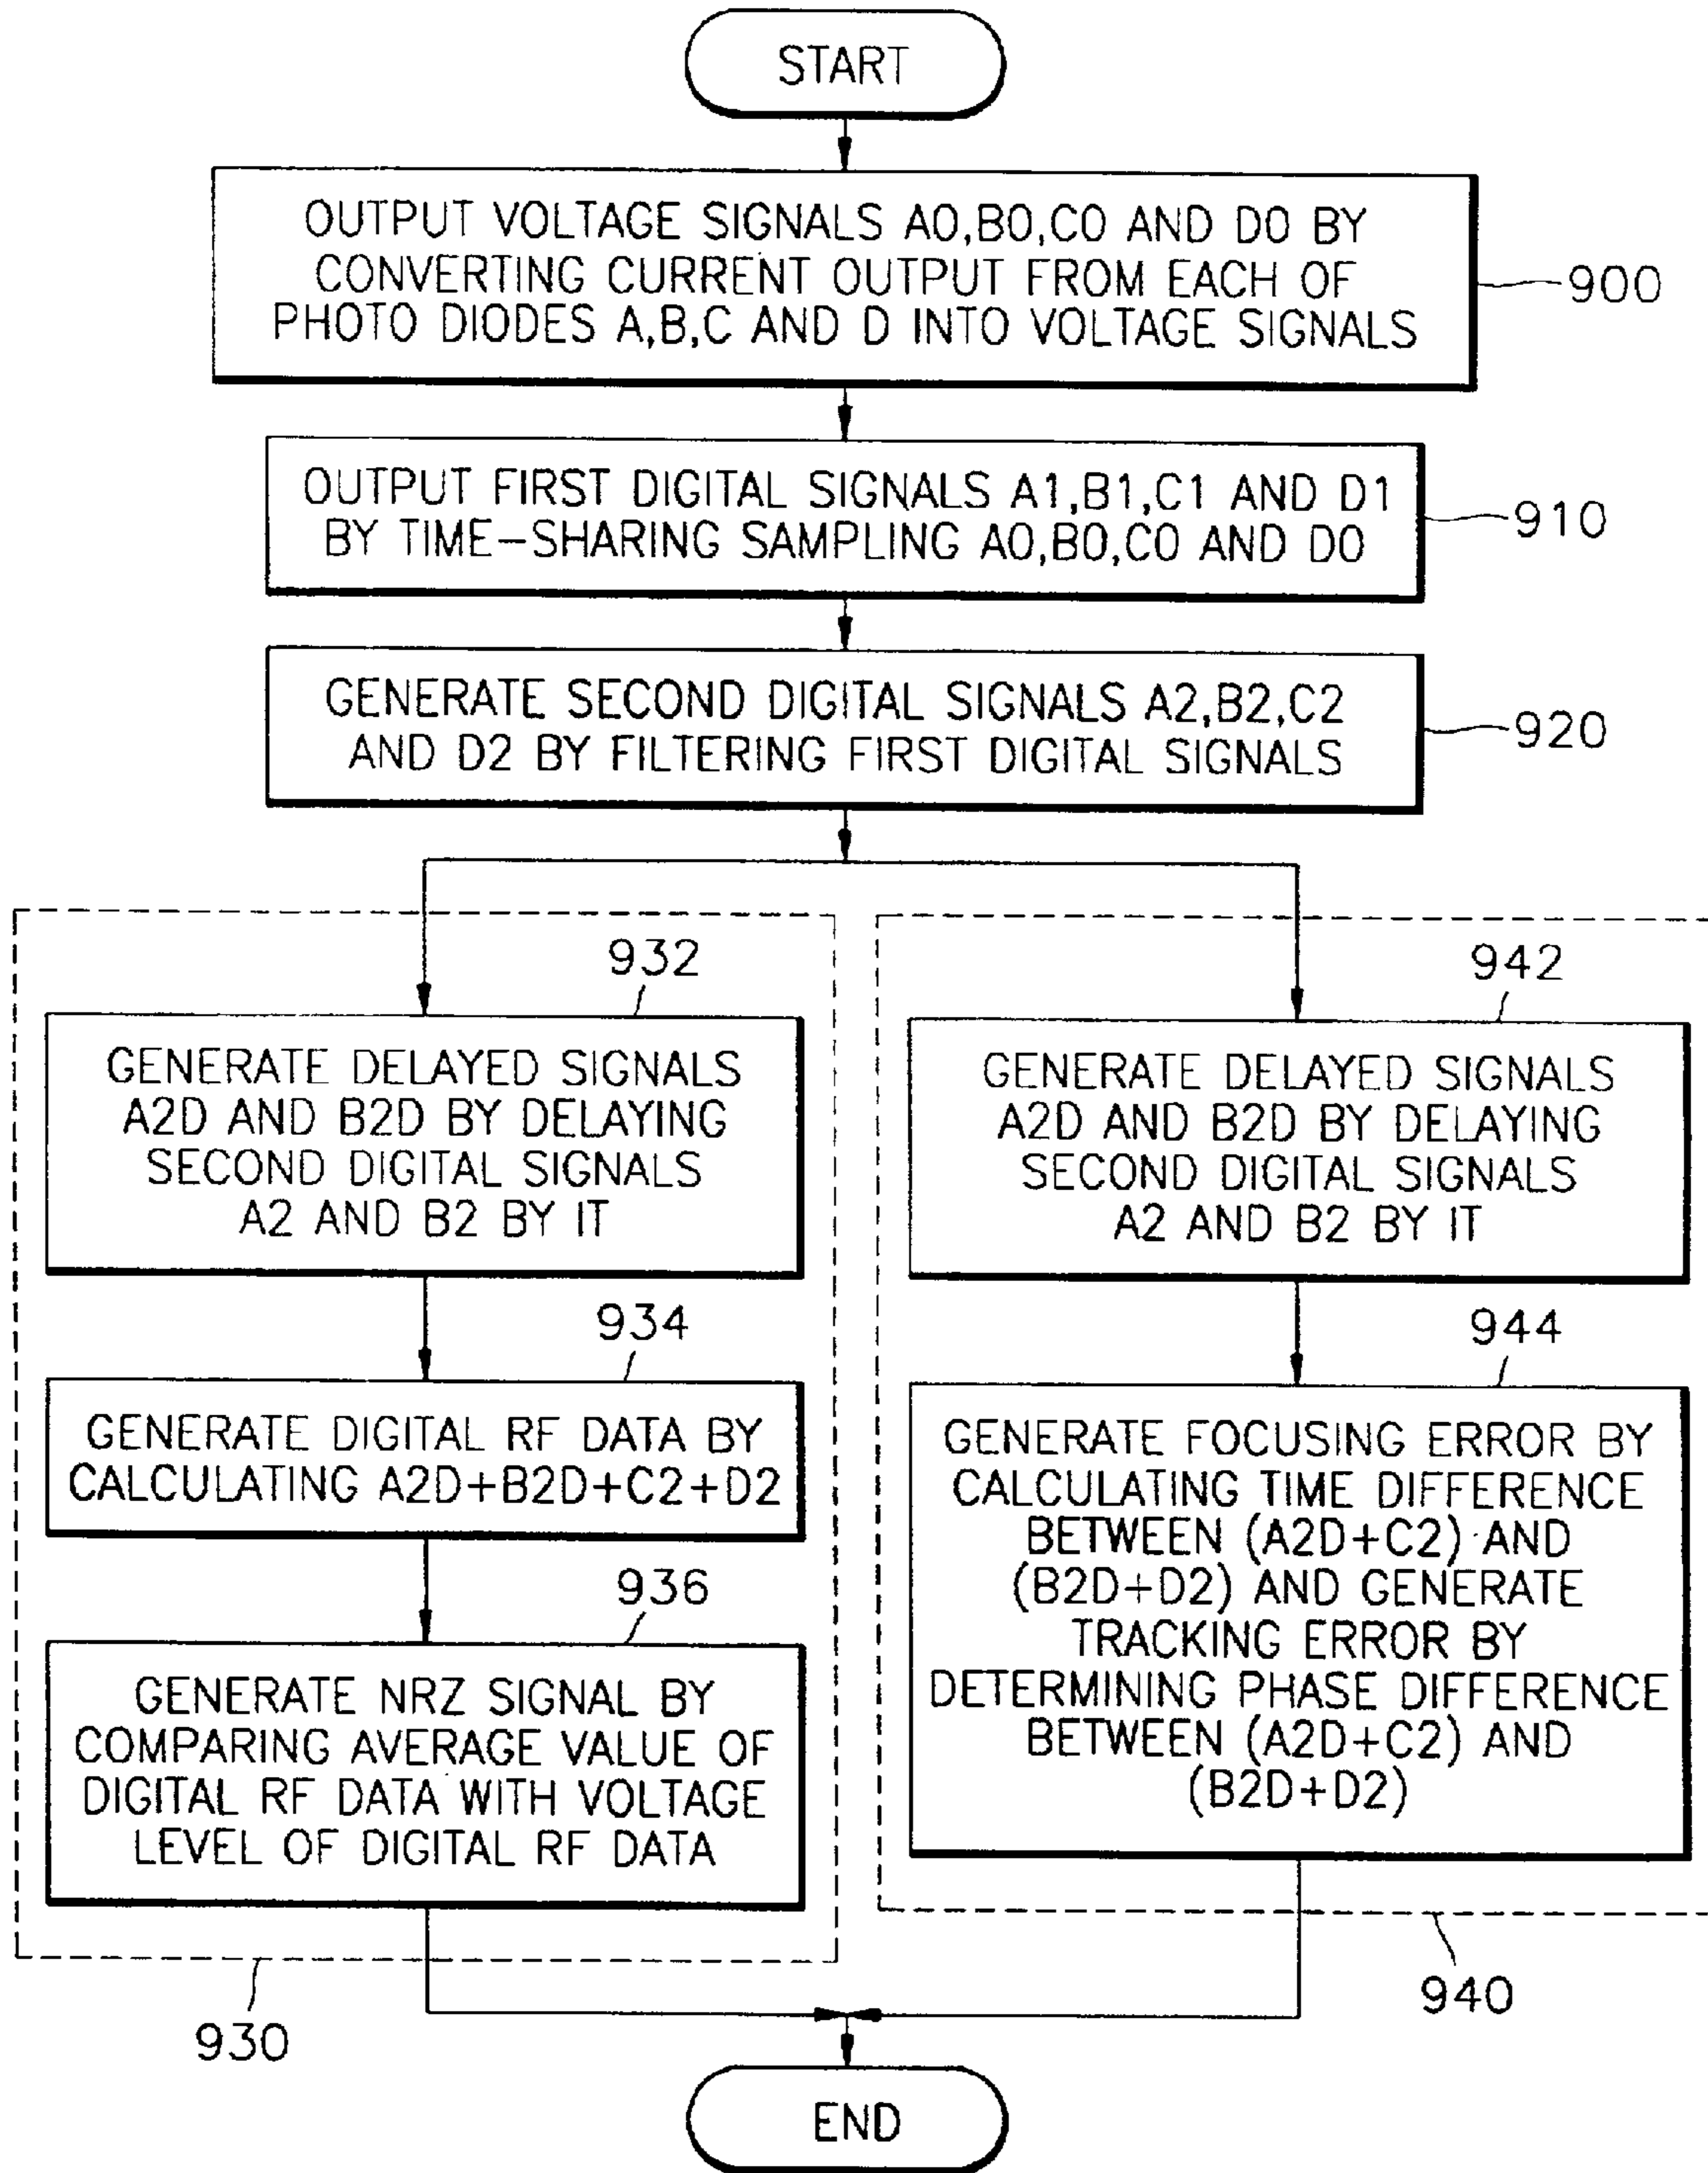 START
OUTPUT VOLTAGE SIGNALS A0,B0,C0 AND D0 BY
CONVERTING CURRENT OUTPUT FROM EACH OF
PHOTO DIODES A,B,C AND D INTO VOLTAGE SIGNALS
900
OUTPUT FIRST DIGITAL SIGNALS A1,B1,C1 AND D1
BY TIME-SHARING SAMPLING A0,B0,C0 AND D0
910
GENERATE SECOND DIGITAL SIGNALS A2,B2,C2
AND D2 BY FILTERING FIRST DIGITAL SIGNALS
920
932
GENERATE DELAYED SIGNALS
A2D AND B2D BY DELAYING
SECOND DIGITAL SIGNALS
A2 AND B2 BY IT
934
GENERATE DIGITAL RF DATA BY
CALCULATING A2D+B2D+C2+D2
936
GENERATE NRZ SIGNAL BY
COMPARING AVERAGE VALUE OF
DIGITAL RF DATA WITH VOLTAGE
LEVEL OF DIGITAL RF DATA
930
942
GENERATE DELAYED SIGNALS
A2D AND B2D BY DELAYING
SECOND DIGITAL SIGNALS
A2 AND B2 BY IT
944
GENERATE FOCUSING ERROR BY
CALCULATING TIME DIFFERENCE
BETWEEN (A2D+C2) AND
(B2D+D2) AND GENERATE
TRACKING ERROR BY
DETERMINING PHASE DIFFERENCE
BETWEEN (A2D+C2) AND
(B2D+D2)
940
END